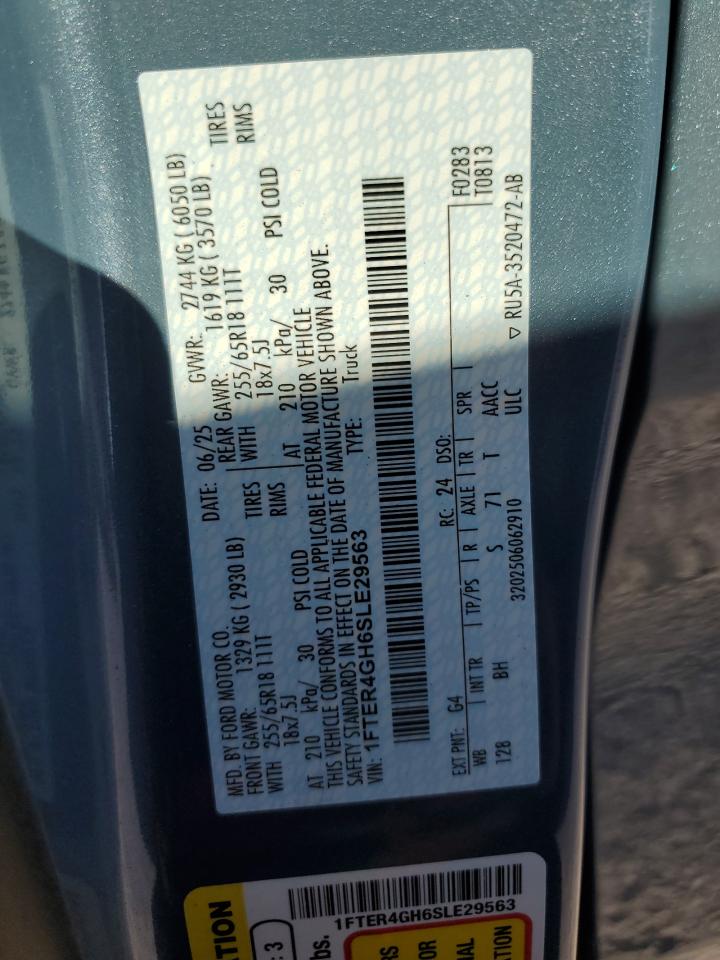 MFD. BY FORD MOTOR CO.
DATE: 06/25
GVWR: 2744 KG ( 6050 LB)
FRONT GAWR: 1329 KG ( 2930 LB)
REAR GAWR: 1619 KG ( 3570 LB)
WITH 255/65R18 111T TIRES
WITH 255/65R18 111T TIRES
18x7.5J RIMS
18x7.5J RIMS
AT 210 kPa/ 30 PSI COLD
AT 210 kPa/ 30 PSI COLD
THIS VEHICLE CONFORMS TO ALL APPLICABLE FEDERAL MOTOR VEHICLE
SAFETY STANDARDS IN EFFECT ON THE DATE OF MANUFACTURE SHOWN ABOVE.
VIN: 1FTER4GH6SLE29563
TYPE: Truck
EXT PNT: G4 RC: 24 DSO: F0283
WB INT TR TP/PS R AXLE TR SPR T0813
128 BH S 71 T AACC
3202506062910 ULC ▽ RU5A-3520472-AB
1FTER4GH6SLE29563